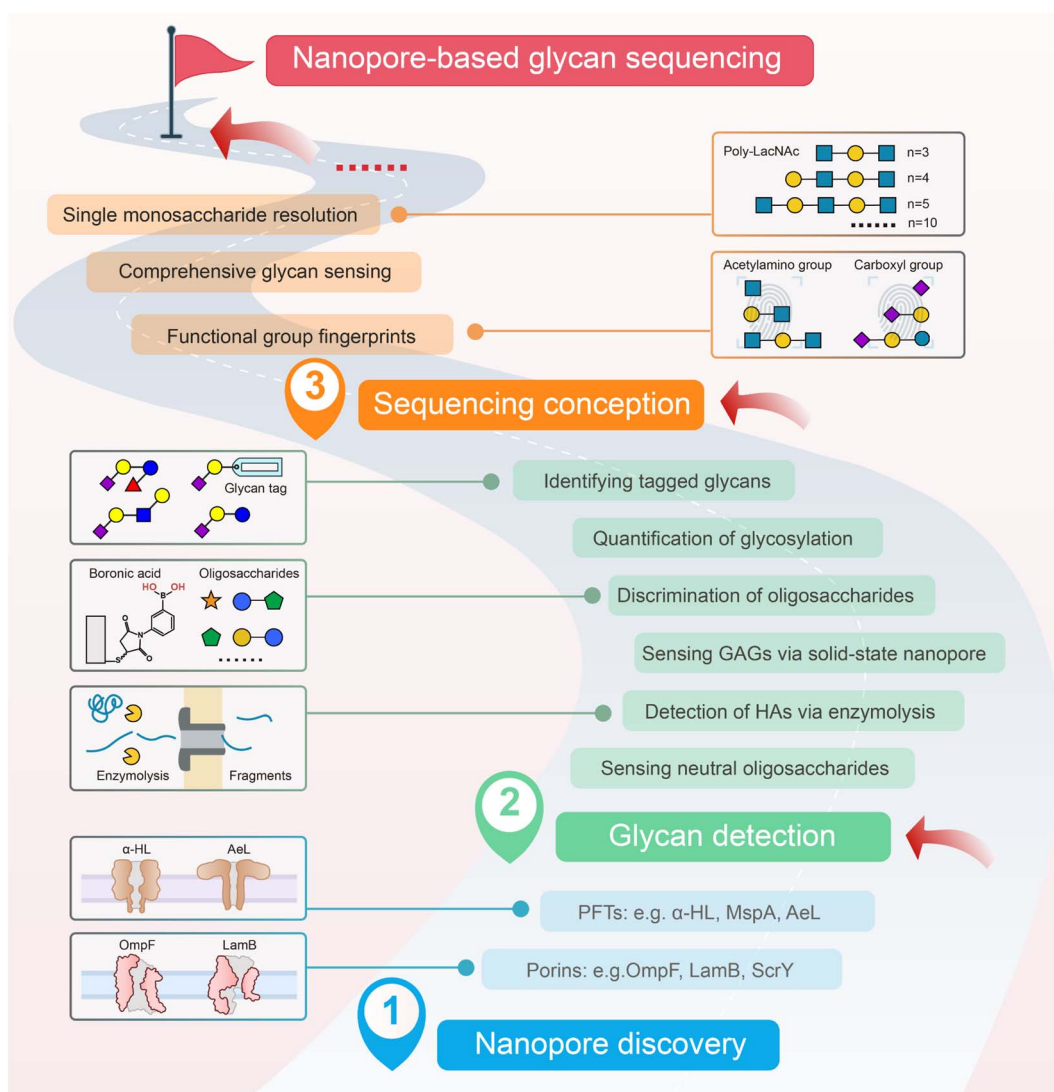 Nanopore-based glycan sequencing
Poly-LacNAc
n=3
n=4
n=5
n=10
Single monosaccharide resolution
Comprehensive glycan sensing
Acetylamino group
Carboxyl group
Functional group fingerprints
3
Sequencing conception
Glycan tag
Identifying tagged glycans
Quantification of glycosylation
Boronic acid
Oligosaccharides
HO
OH
B
N
O
O
S
Discrimination of oligosaccharides
Sensing GAGs via solid-state nanopore
Enzymolysis
Fragments
Detection of HAs via enzymolysis
Sensing neutral oligosaccharides
2
Glycan detection
α-HL
AeL
PFTs: e.g. α-HL, MspA, AeL
OmpF
LamB
Porins: e.g.OmpF, LamB, ScrY
1
Nanopore discovery